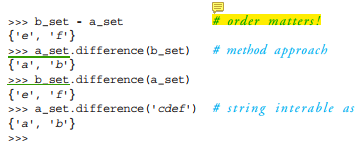 >>> b_set - a_set # order matters!
{'e', 'f'}
>>> a_set.difference(b_set) # method approach
{'a', 'b'}
>>> b_set.difference(a_set)
{'e', 'f'}
>>> a_set.difference('cdef') # string interable as
{'a', 'b'}
>>>